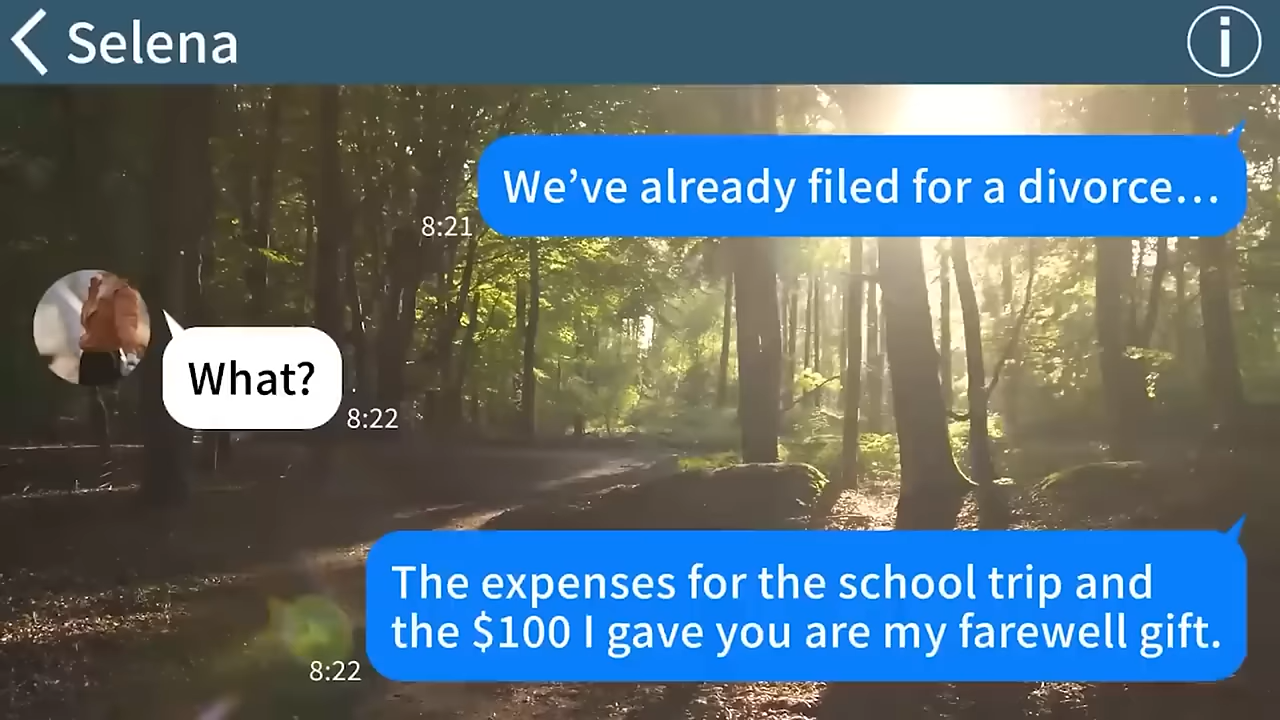 Selena
We’ve already filed for a divorce...
8:21
What?
8:22
The expenses for the school trip and
the $100 I gave you are my farewell gift.
8:22